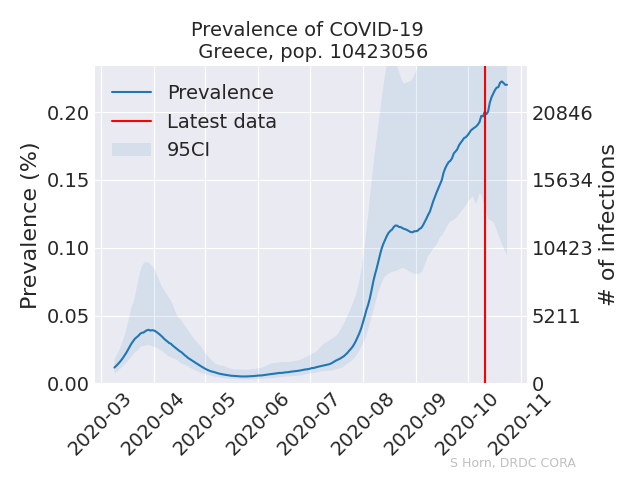 Prevalence of COVID-19
Greece, pop. 10423056
Prevalence
Latest data
95CI
Prevalence (%)
0.20
0.15
0.10
0.05
0.00
20846
15634
10423
5211
0
# of infections
2020-03
2020-04
2020-05
2020-06
2020-07
2020-08
2020-09
2020-10
2020-11
S Horn, DRDC CORA